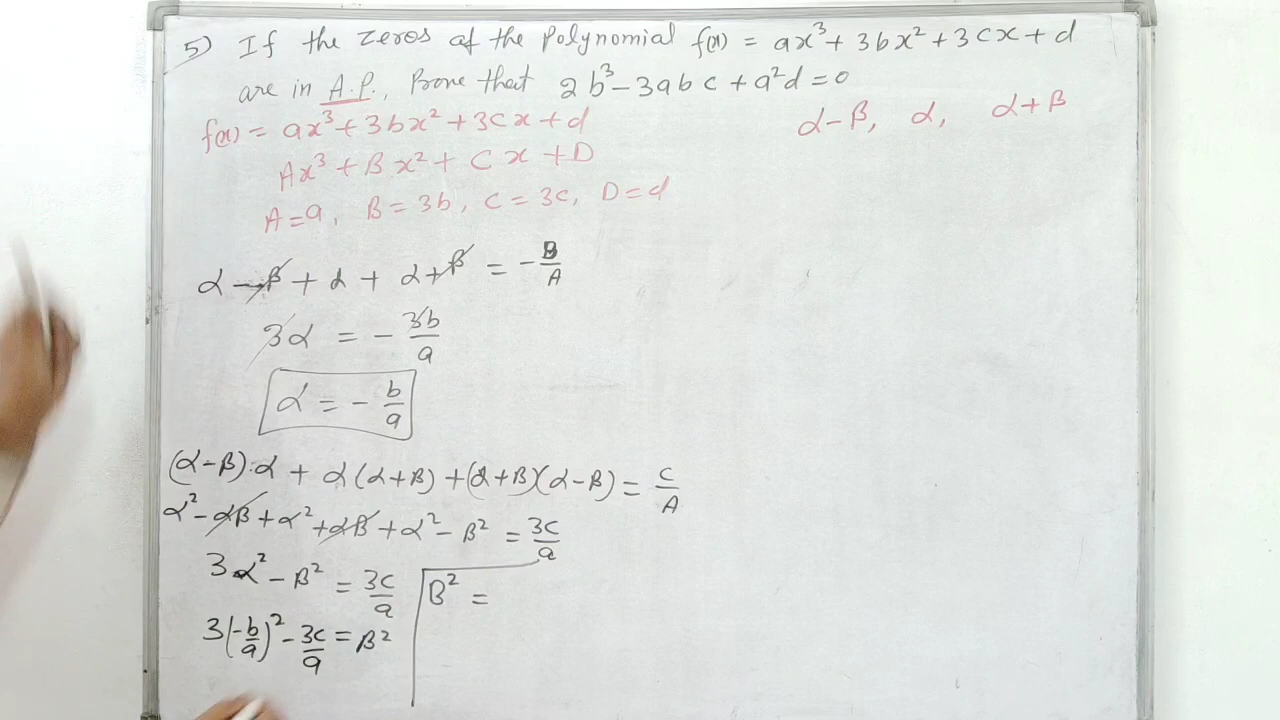 5) If the zeros of the polynomial f(x) = ax³ + 3bx² + 3cx + d
are in A.P., Prove that 2b³ - 3abc + a²d = 0
f(x) = ax³ + 3bx² + 3cx + d
α - β, α, α + β
Ax³ + Bx² + Cx + D
A = a, B = 3b, C = 3c, D = d
α - β + α + α + β = - B/A
3α = - 3b/a
α = - b/a
(α - β)·α + α(α + β) + (α + β)(α - β) = C/A
α² - αβ + α² + αβ + α² - β² = 3c/a
3α² - β² = 3c/a
3(-b/a)² - 3c/a = β²
β² =